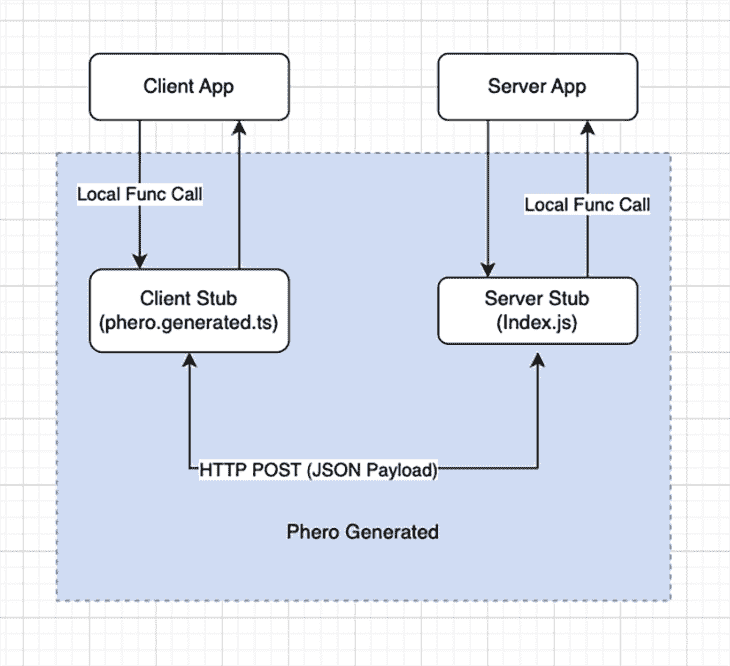 Client App
Server App
Local Func Call
Local Func Call
Client Stub
(phero.generated.ts)
Server Stub
(Index.js)
HTTP POST (JSON Payload)
Phero Generated